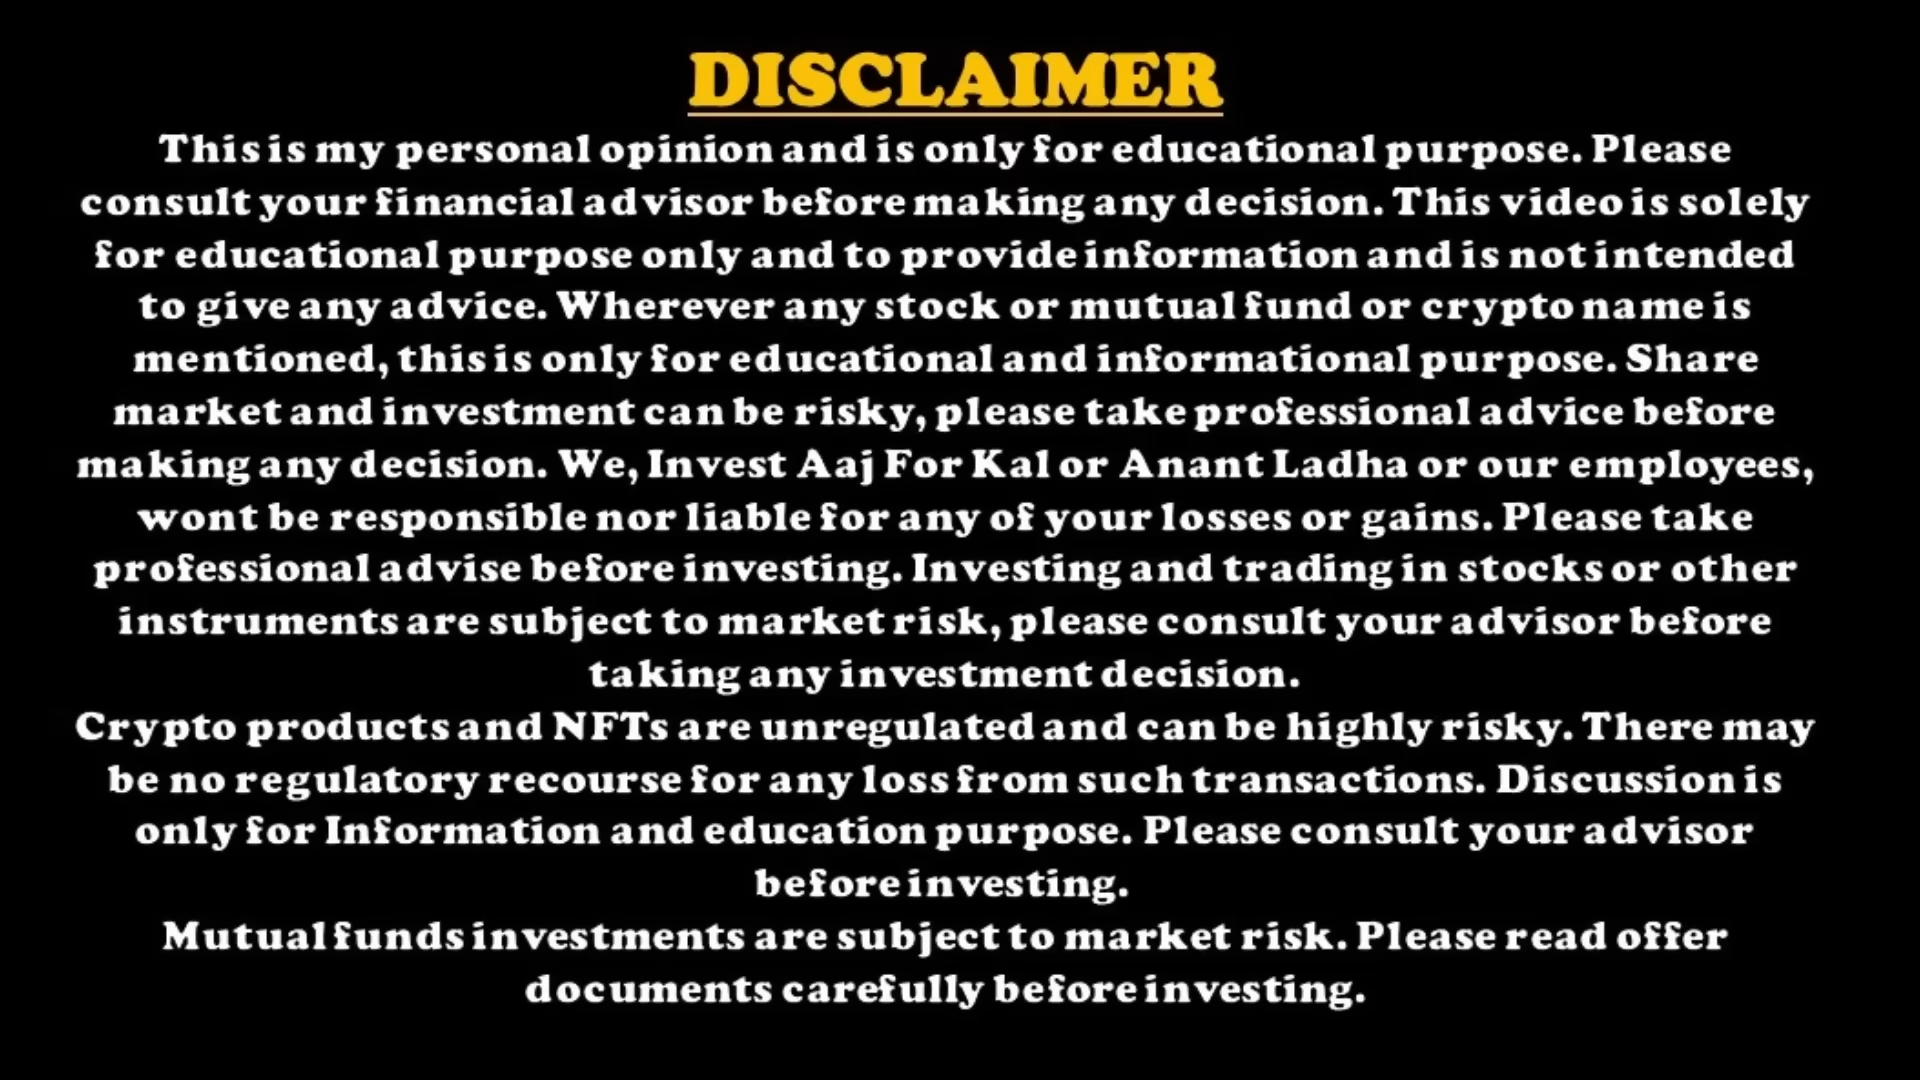 DISCLAIMER
This is my personal opinion and is only for educational purpose. Please
consult your financial advisor before making any decision. This video is solely
for educational purpose only and to provide information and is not intended
to give any advice. Wherever any stock or mutual fund or crypto name is
mentioned, this is only for educational and informational purpose. Share
market and investment can be risky, please take professional advice before
making any decision. We, Invest Aaj For Kal or Anant Ladha or our employees,
wont be responsible nor liable for any of your losses or gains. Please take
professional advise before investing. Investing and trading in stocks or other
instruments are subject to market risk, please consult your advisor before
taking any investment decision.
Crypto products and NFTs are unregulated and can be highly risky. There may
be no regulatory recourse for any loss from such transactions. Discussion is
only for Information and education purpose. Please consult your advisor
before investing.
Mutual funds investments are subject to market risk. Please read offer
documents carefully before investing.